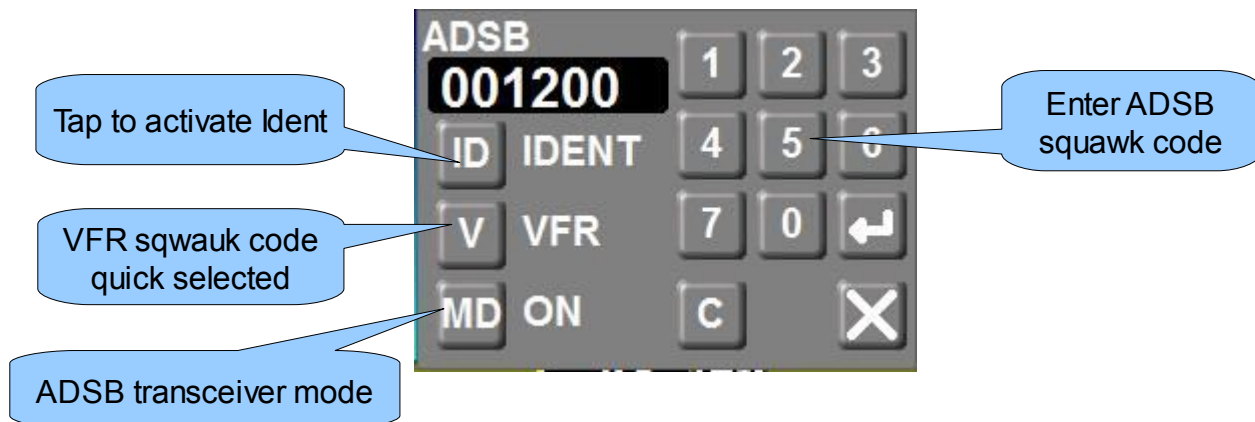 ADSB
001200
1 2 3
Tap to activate Ident
ID IDENT
4 5 6
Enter ADSB
squawk code
VFR sqwauk code
quick selected
V VFR
7 0
MD ON
C
ADSB transceiver mode